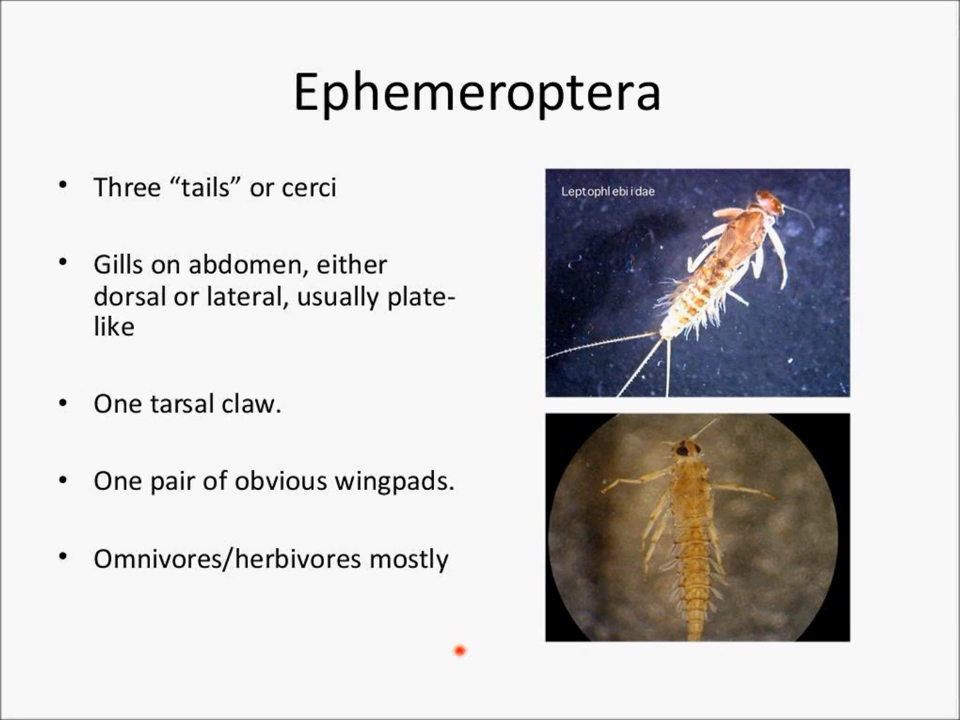 Ephemeroptera
• Three “tails” or cerci
• Gills on abdomen, either
dorsal or lateral, usually plate-
like
• One tarsal claw.
• One pair of obvious wingpads.
• Omnivores/herbivores mostly
Leptophlebiidae